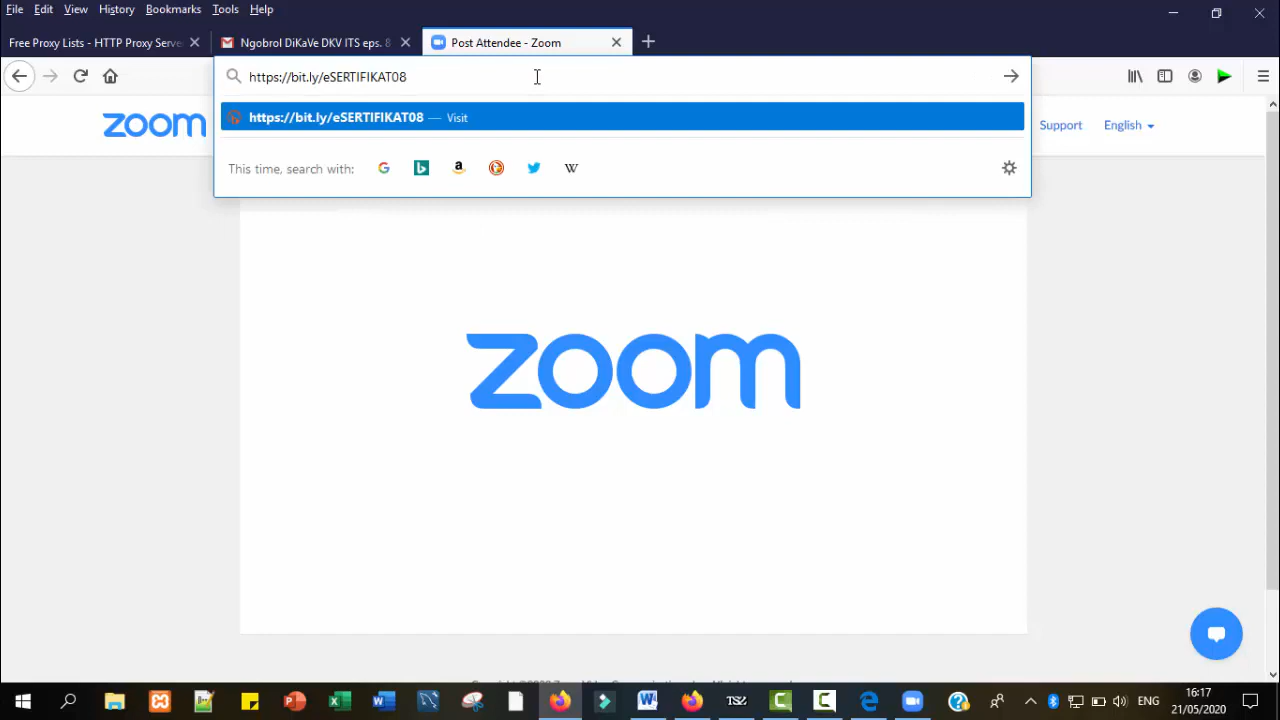 File Edit View History Bookmarks Tools Help
Free Proxy Lists - HTTP Proxy Serve
Ngobrol DiKaVe DKV ITS eps. 8
Post Attendee - Zoom
https://bit.ly/eSERTIFIKAT08
https://bit.ly/eSERTIFIKAT08 — Visit
zoom
Support
English
This time, search with:
zoom
ENG
16:17
21/05/2020